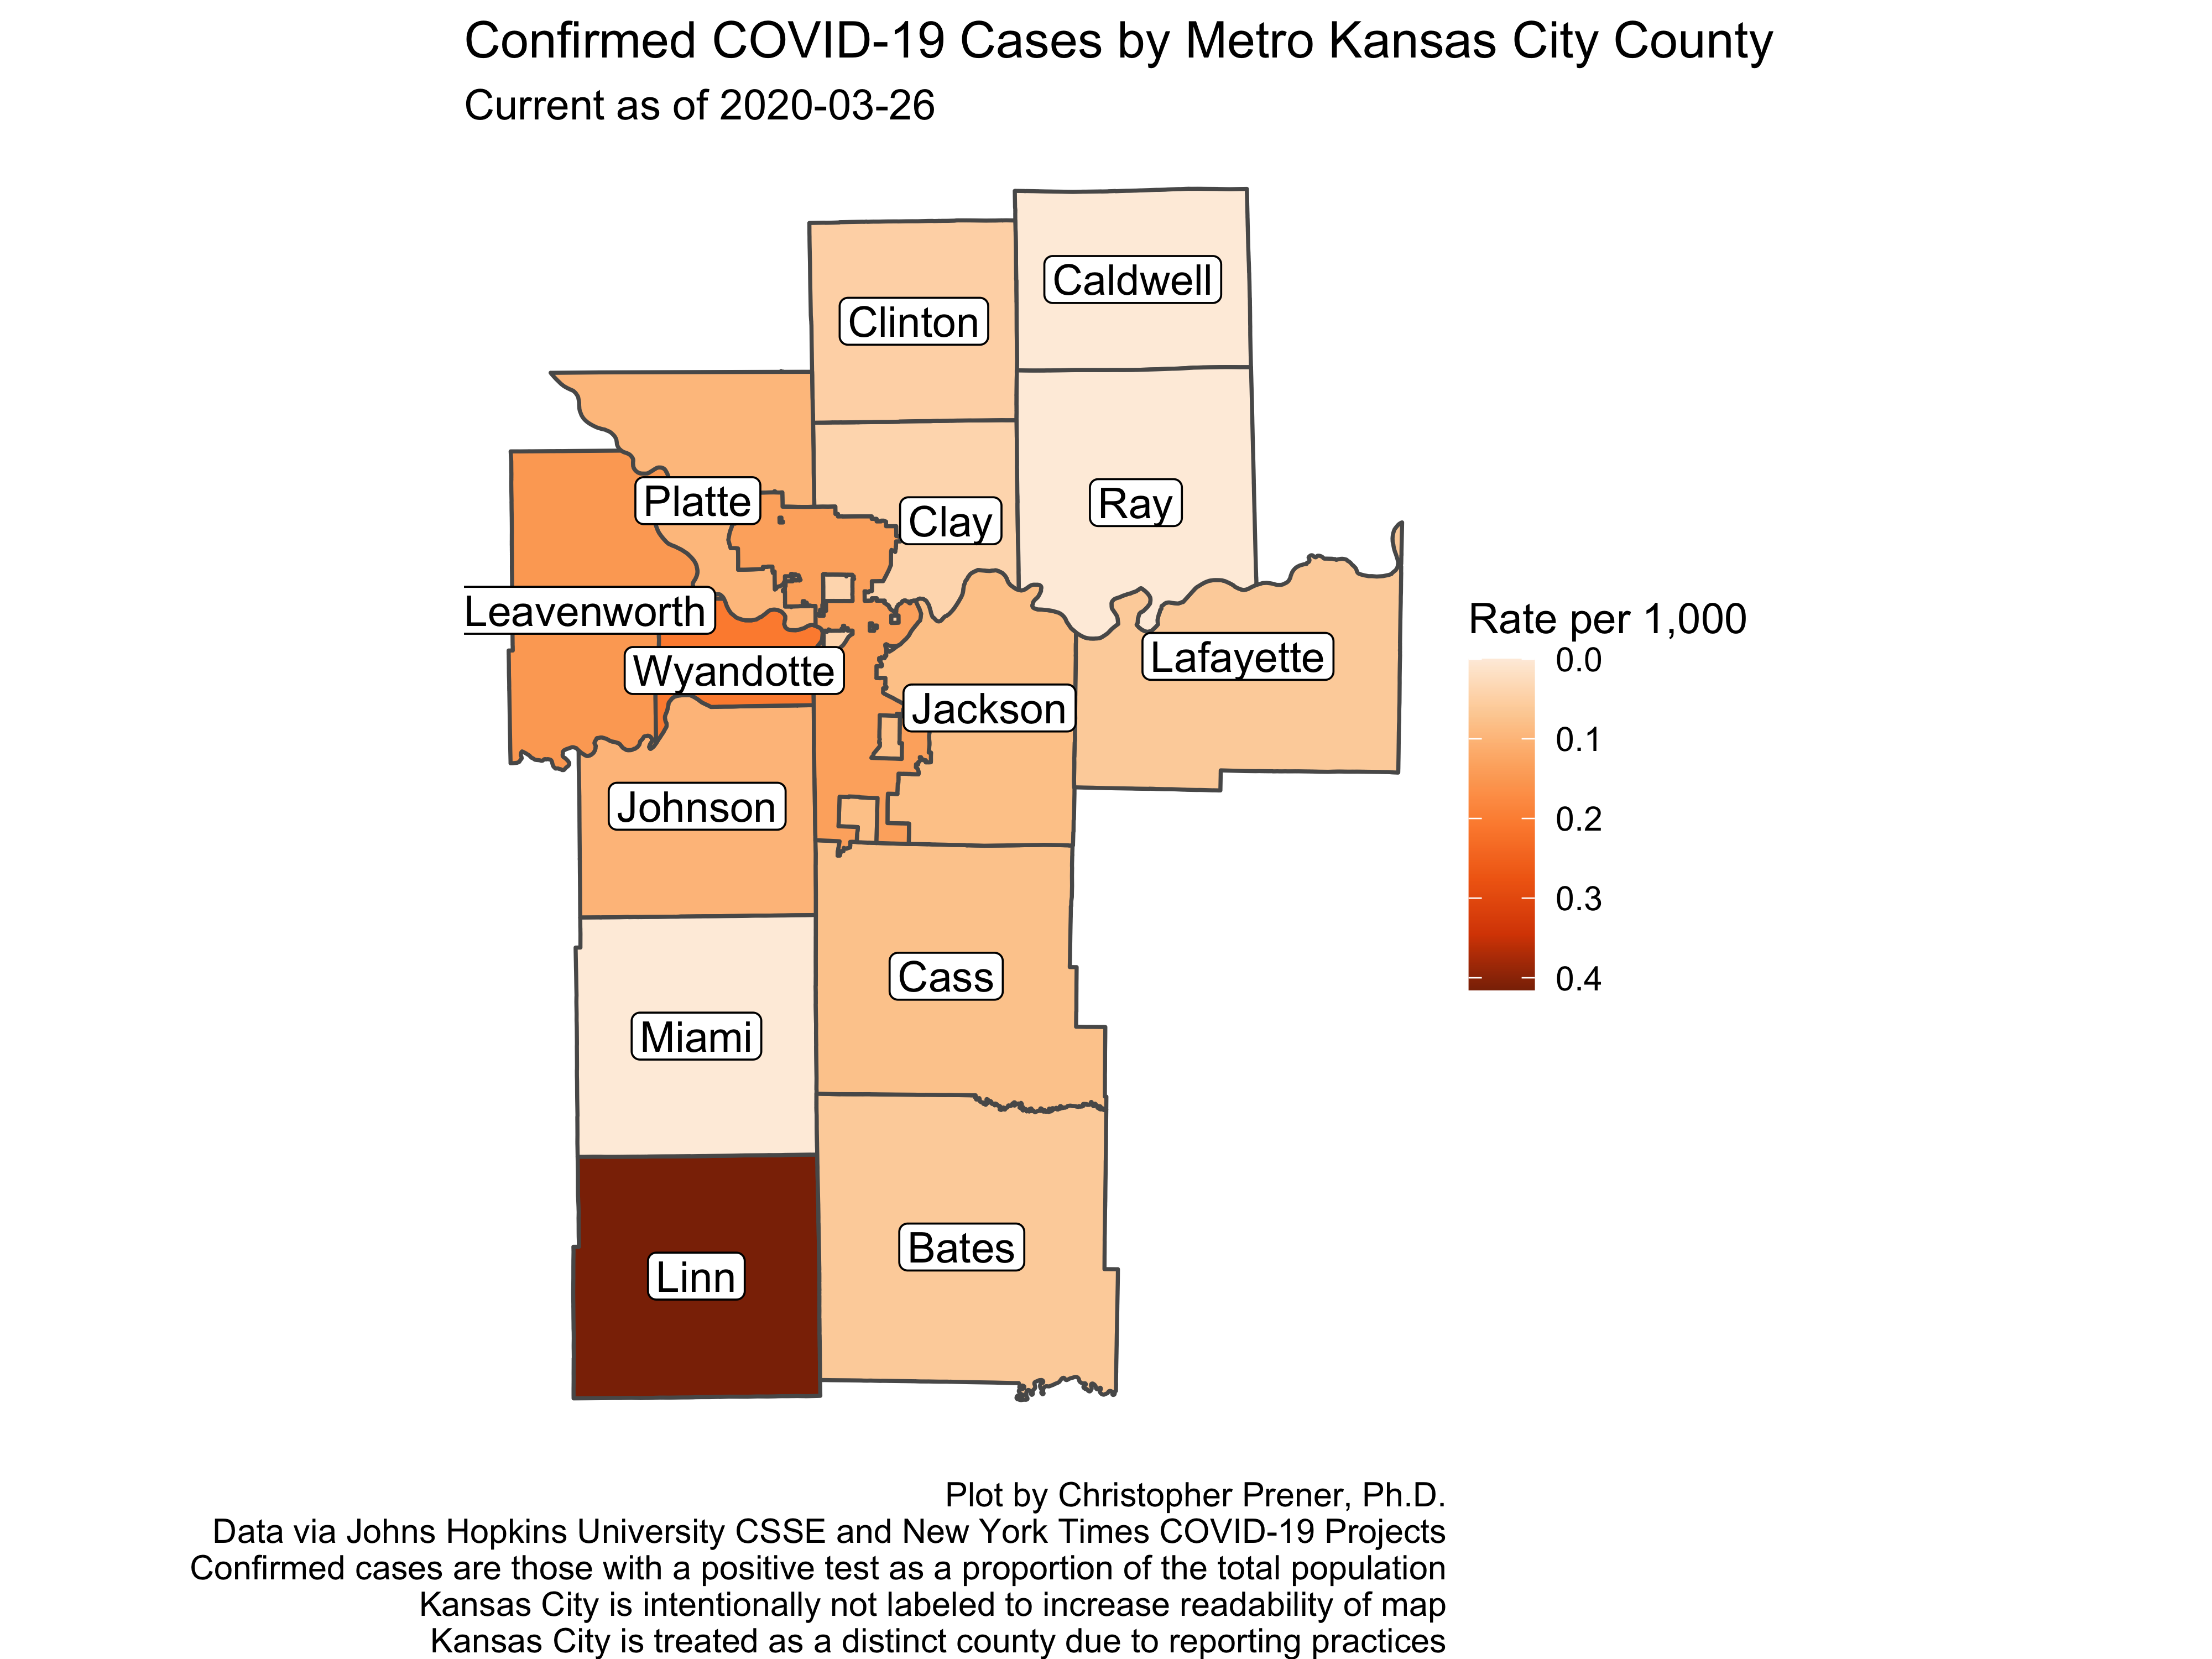 Confirmed COVID-19 Cases by Metro Kansas City County
Current as of 2020-03-26
Caldwell
Clinton
Platte
Clay
Ray
Leavenworth
Wyandotte
Lafayette
Jackson
Johnson
Cass
Miami
Bates
Linn
Rate per 1,000
0.0
0.1
0.2
0.3
0.4
Plot by Christopher Prener, Ph.D.
Data via Johns Hopkins University CSSE and New York Times COVID-19 Projects
Confirmed cases are those with a positive test as a proportion of the total population
Kansas City is intentionally not labeled to increase readability of map
Kansas City is treated as a distinct county due to reporting practices